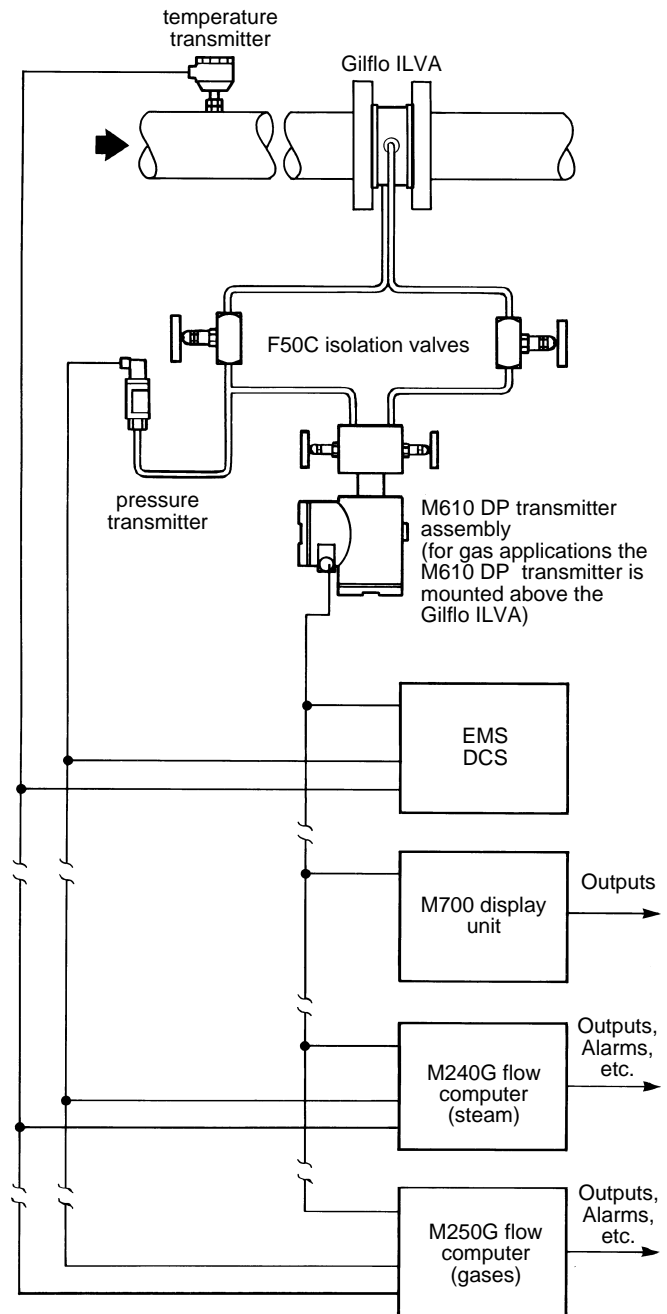 temperature
transmitter
Gilflo ILVA
F50C isolation valves
pressure
transmitter
M610 DP transmitter
assembly
(for gas applications the
M610 DP transmitter is
mounted above the
Gilflo ILVA)
EMS
DCS
M700 display
unit
Outputs
M240G flow
computer
(steam)
Outputs,
Alarms,
etc.
M250G flow
computer
(gases)
Outputs,
Alarms,
etc.